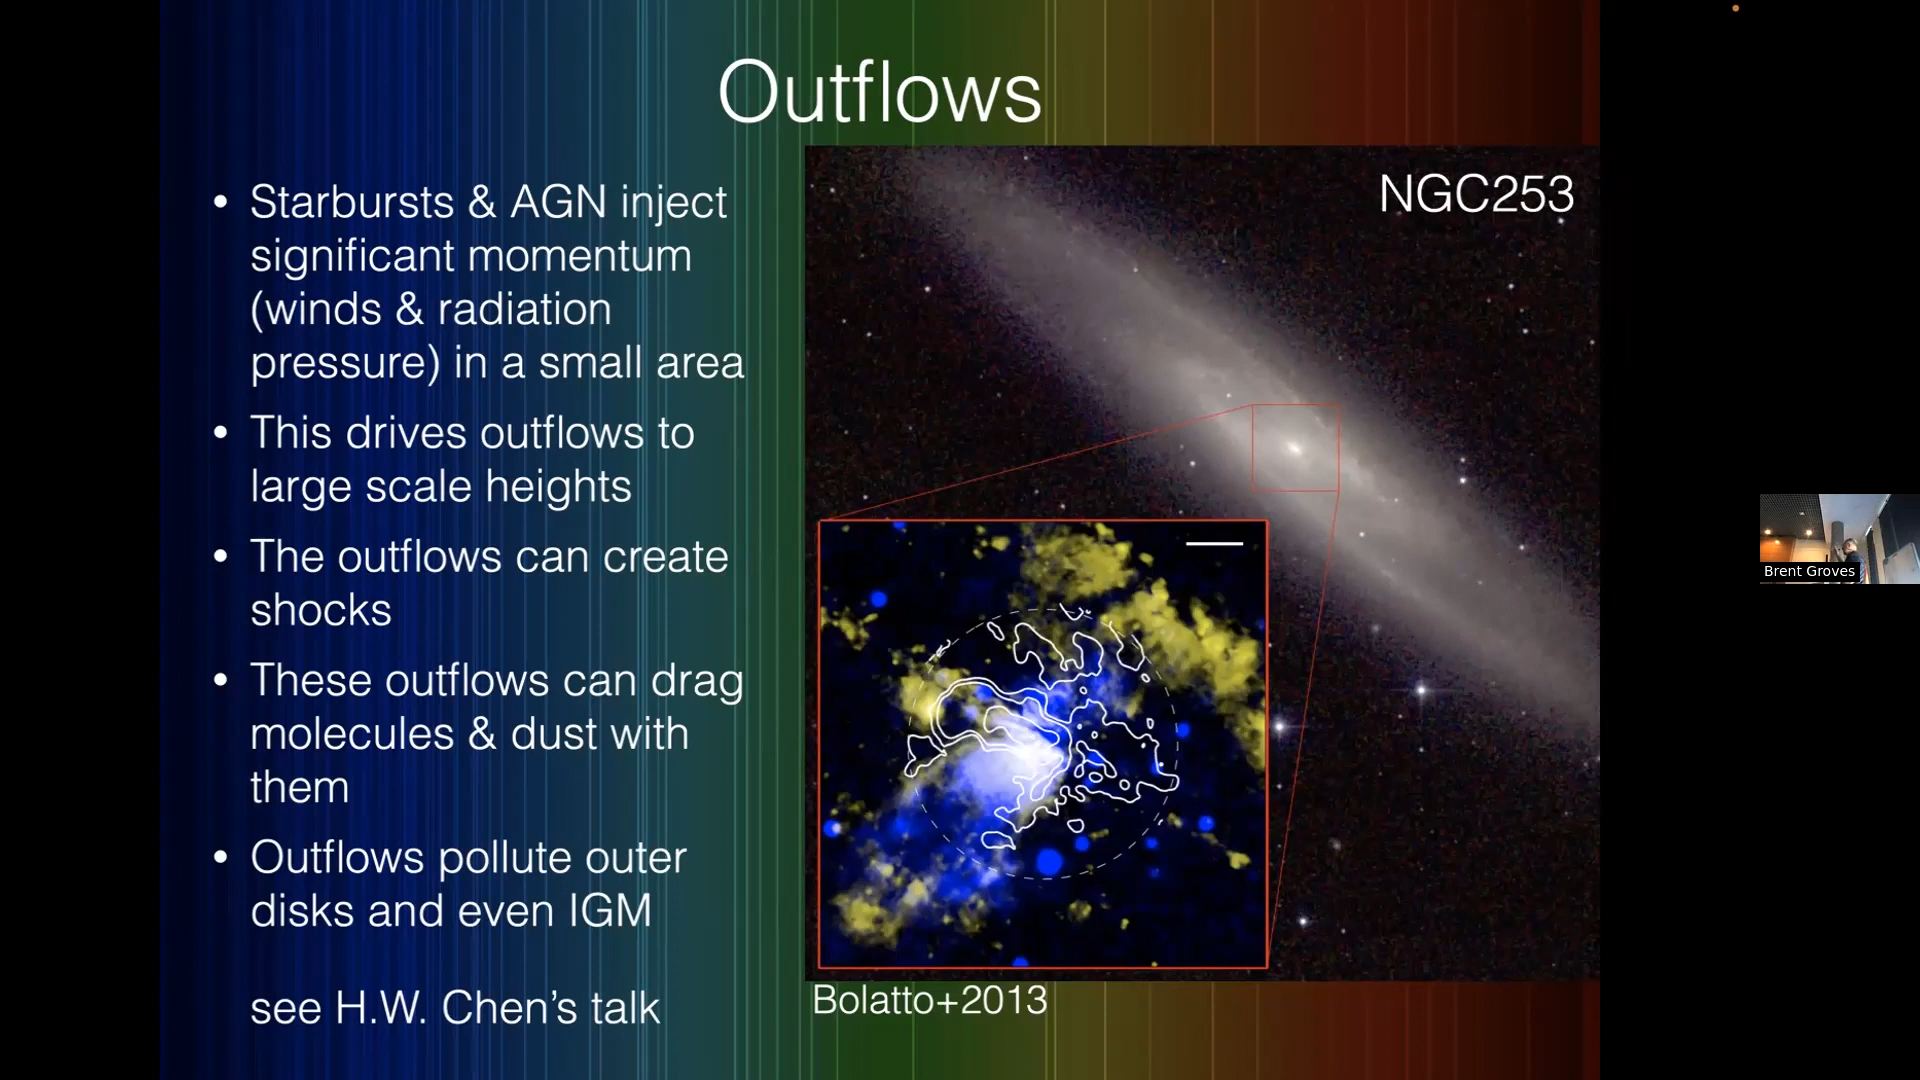 Outflows
• Starbursts & AGN inject
significant momentum
(winds & radiation
pressure) in a small area
• This drives outflows to
large scale heights
• The outflows can create
shocks
• These outflows can drag
molecules & dust with
them
• Outflows pollute outer
disks and even IGM
see H.W. Chen’s talk
NGC253
Bolatto+2013
Brent Groves